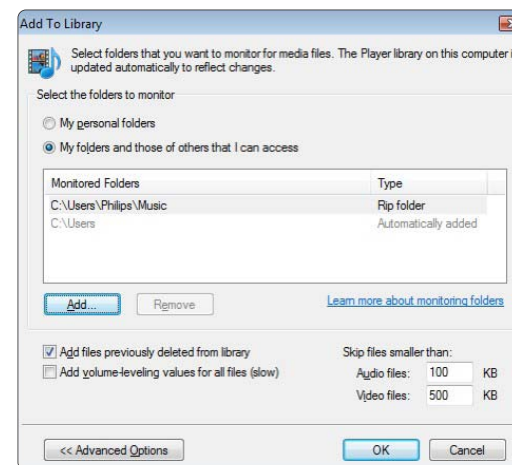 Add To Library
Select folders that you want to monitor for media files. The Player library on this computer
updated automatically to reflect changes.
Select the folders to monitor
My personal folders
My folders and those of others that I can access
Monitored Folders Type
C:\Users\Philips\Music Rip folder
C:\Users Automatically added
Add... Remove Learn more about monitoring folders
Add files previously deleted from library Skip files smaller than:
Add volume-leveling values for all files (slow) Audio files: 100 KB
Video files: 500 KB
<< Advanced Options OK Cancel